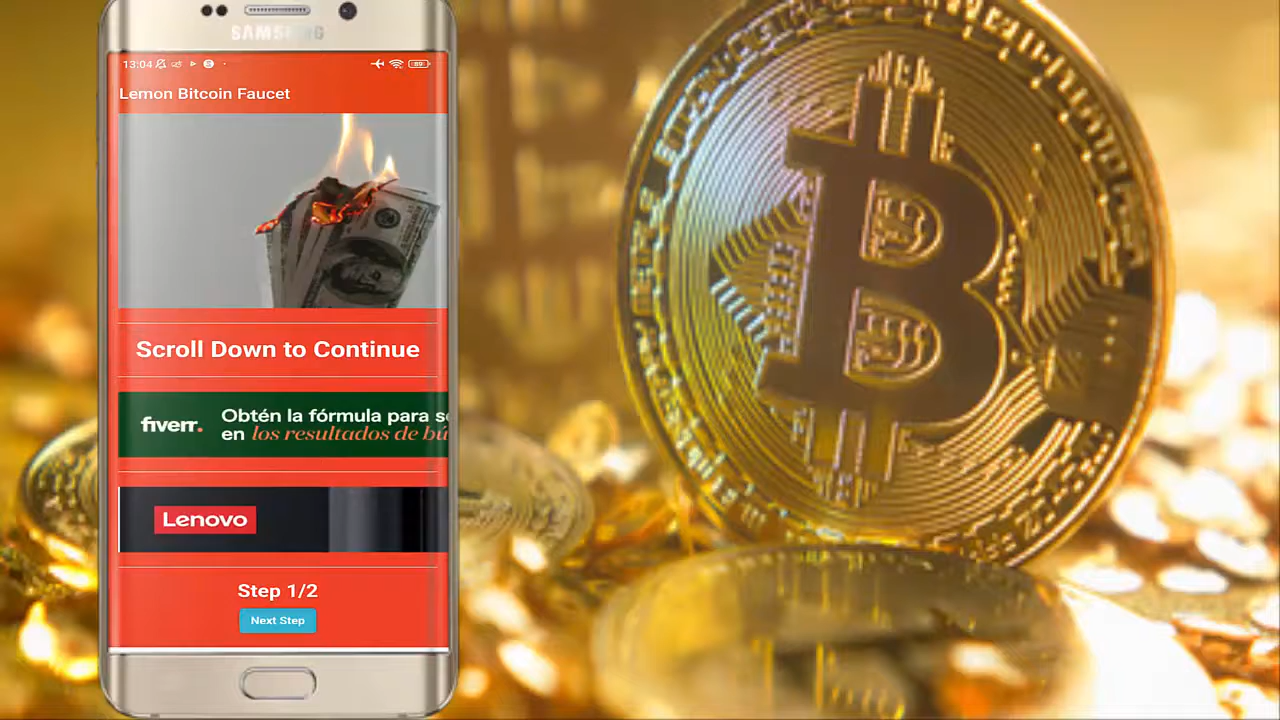 SAMSUNG
13:04
Lemon Bitcoin Faucet
Scroll Down to Continue
fiverr.
Obtén la fórmula para s
en los resultados de bú
Lenovo
Step 1/2
Next Step